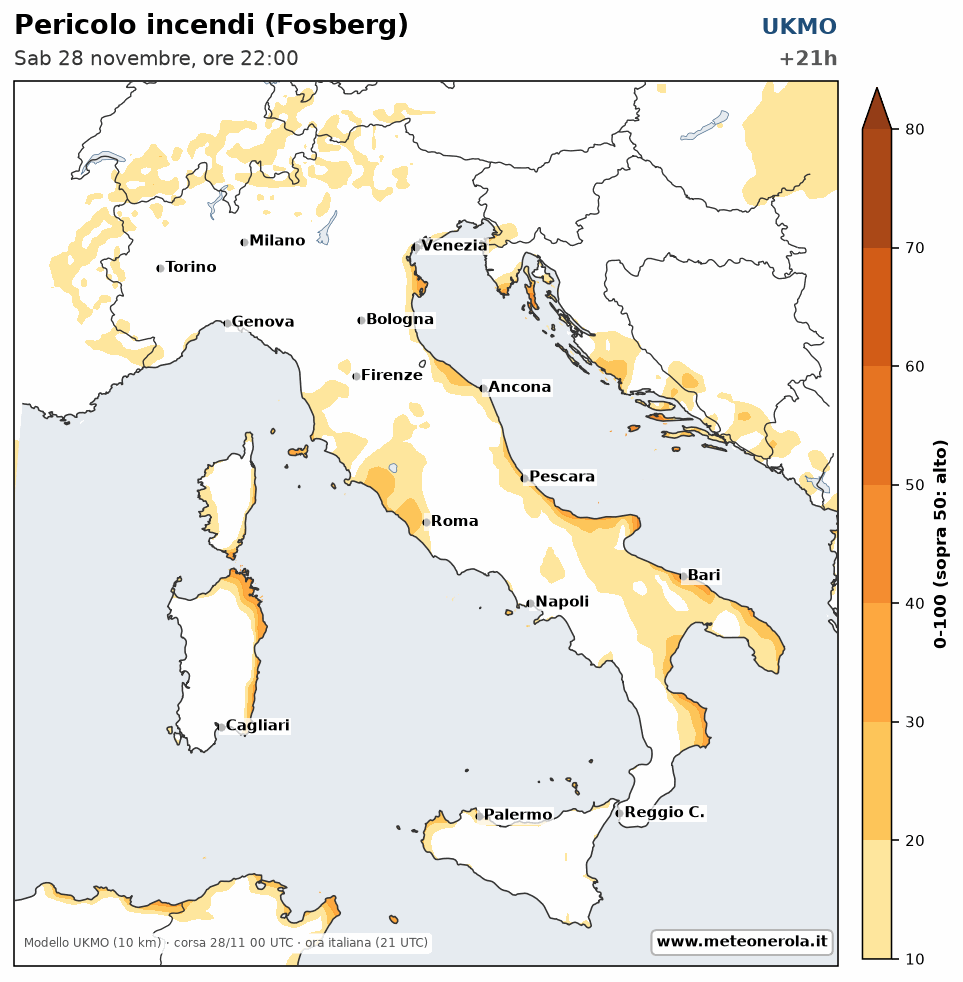 Pericolo incendi (Fosberg)
UKMO
Sab 28 novembre, ore 22:00
+21h
Milano
Venezia
Torino
Genova
Bologna
Firenze
Ancona
Pescara
Roma
Bari
Napoli
Cagliari
Palermo
Reggio C.
80
70
60
50
40
30
20
10
0-100 (sopra 50: alto)
Modello UKMO (10 km) · corsa 28/11 00 UTC · ora italiana (21 UTC)
www.meteonerola.it